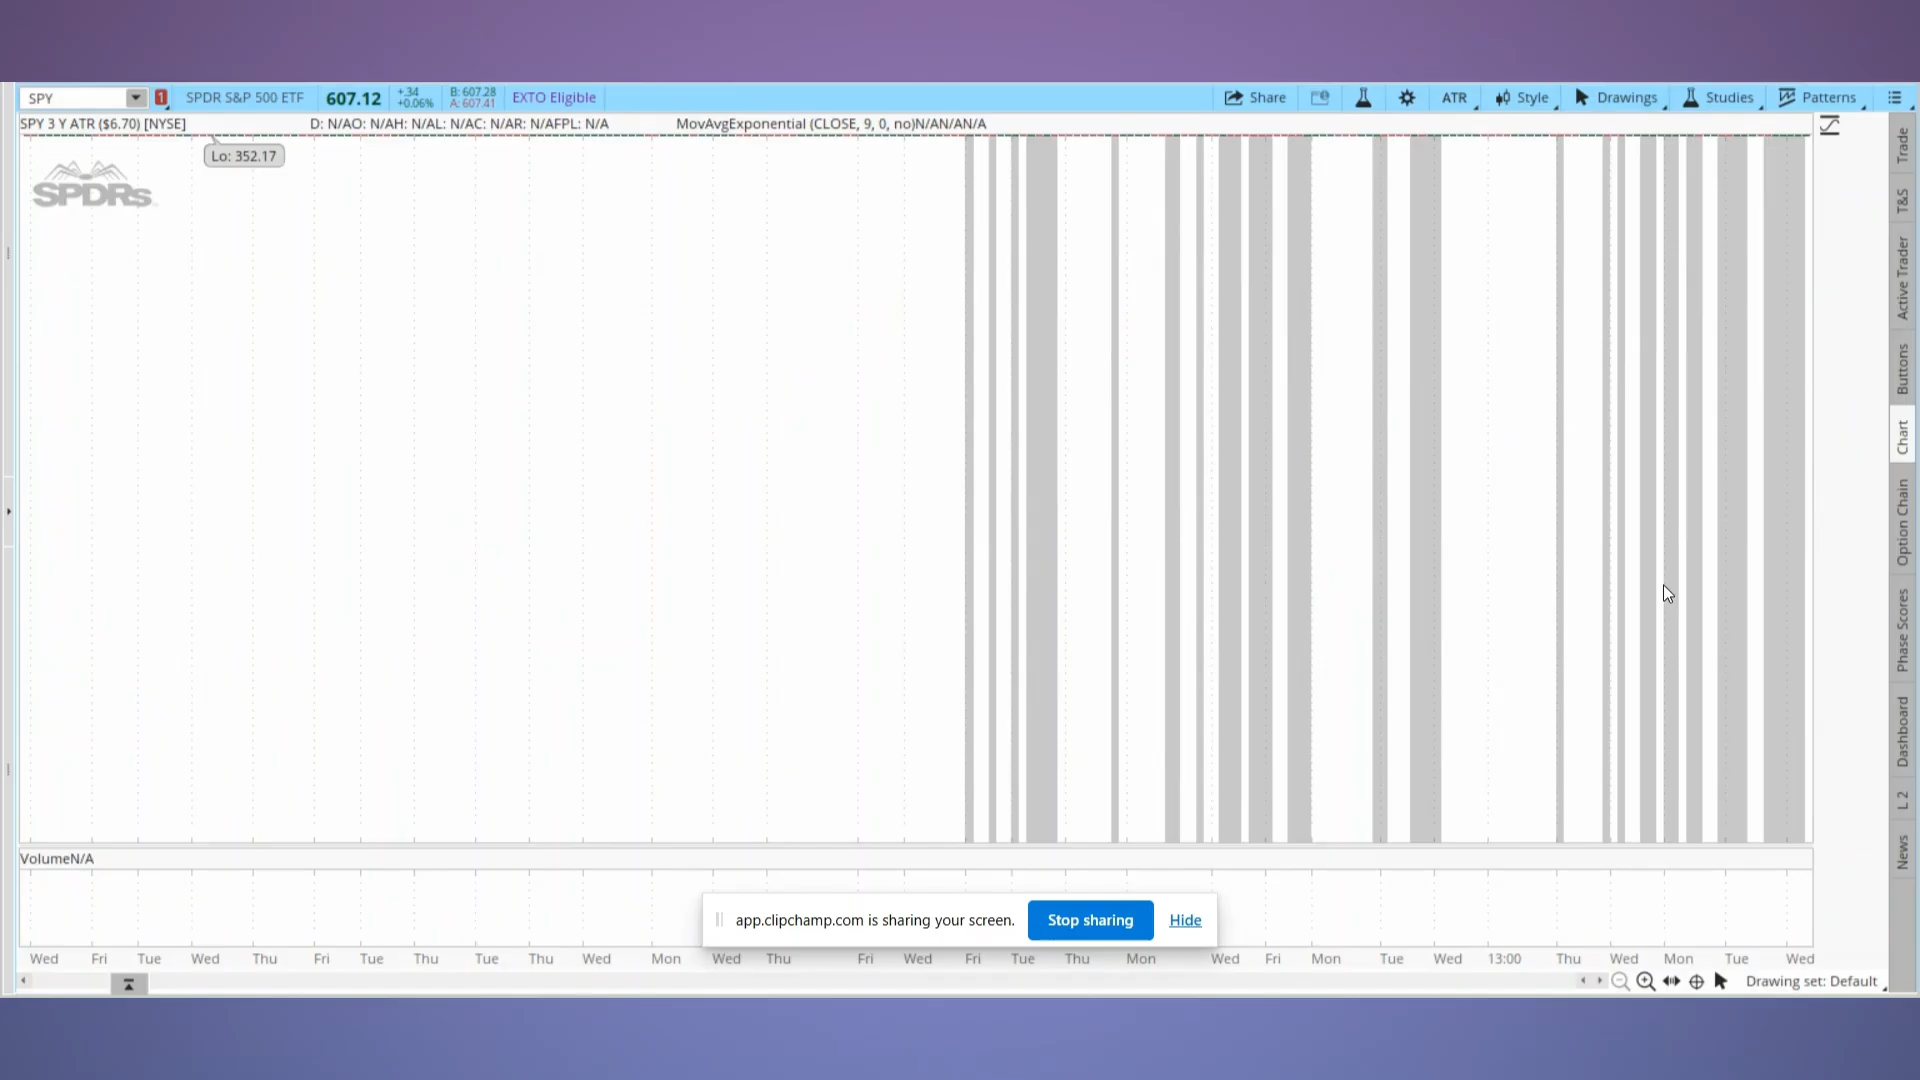 SPY 1 SPDR S&P 500 ETF 607.12 +.34 +0.06% B: 607.28 A: 607.41 EXTO Eligible Share ATR Style Drawings Studies Patterns
SPY 3 Y ATR ($6.70) [NYSE] D: N/AO: N/AH: N/AL: N/AC: N/AR: N/AFPL: N/A MovAvgExponential (CLOSE, 9, 0, no)N/AN/AN/A
Lo: 352.17
SPDRs
Trade
T&S
Active Trader
Buttons
Chart
Option Chain
Phase Scores
Dashboard
L 2
News
VolumeN/A
app.clipchamp.com is sharing your screen. Stop sharing Hide
Wed Fri Tue Wed Thu Fri Tue Thu Tue Thu Wed Mon Wed Thu Fri Wed Fri Tue Thu Mon Wed Fri Mon Tue Wed 13:00 Thu Wed Mon Tue Wed
Drawing set: Default